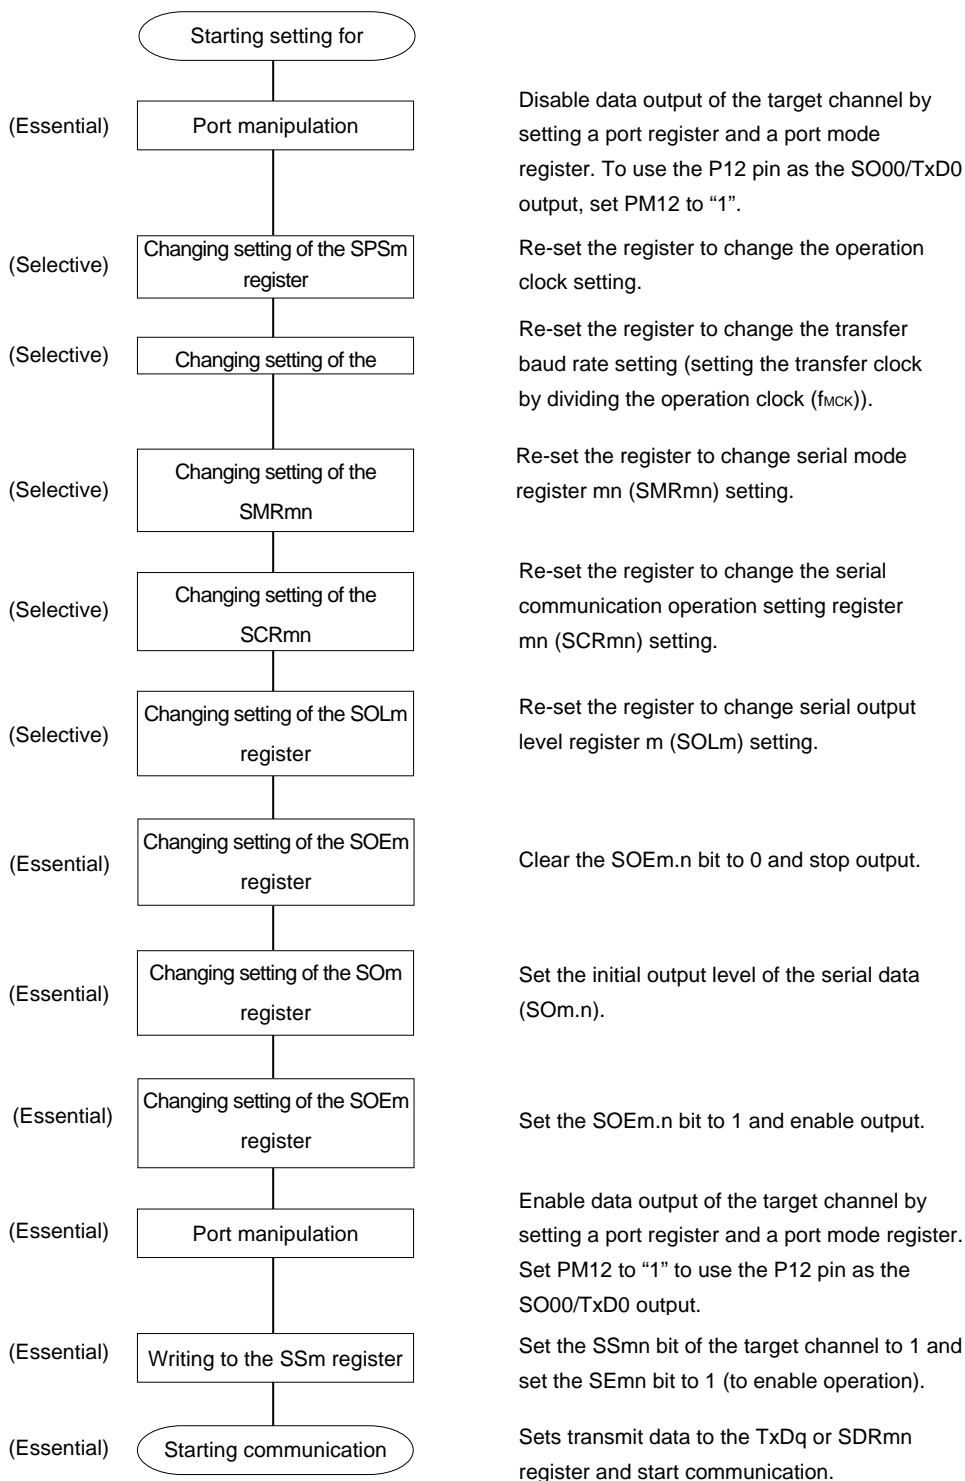 Starting setting for
(Essential)
Port manipulation
Disable data output of the target channel by
setting a port register and a port mode
register. To use the P12 pin as the SO00/TxD0
output, set PM12 to “1”.
(Selective)
Changing setting of the SPSm
register
Re-set the register to change the operation
clock setting.
(Selective)
Changing setting of the
Re-set the register to change the transfer
baud rate setting (setting the transfer clock
by dividing the operation clock (fMCK)).
(Selective)
Changing setting of the
SMRmn
Re-set the register to change serial mode
register mn (SMRmn) setting.
(Selective)
Changing setting of the
SCRmn
Re-set the register to change the serial
communication operation setting register
mn (SCRmn) setting.
(Selective)
Changing setting of the SOLm
register
Re-set the register to change serial output
level register m (SOLm) setting.
(Essential)
Changing setting of the SOEm
register
Clear the SOEm.n bit to 0 and stop output.
(Essential)
Changing setting of the SOm
register
Set the initial output level of the serial data
(SOm.n).
(Essential)
Changing setting of the SOEm
register
Set the SOEm.n bit to 1 and enable output.
(Essential)
Port manipulation
Enable data output of the target channel by
setting a port register and a port mode register.
Set PM12 to “1” to use the P12 pin as the
SO00/TxD0 output.
(Essential)
Writing to the SSm register
Set the SSmn bit of the target channel to 1 and
set the SEmn bit to 1 (to enable operation).
(Essential)
Starting communication
Sets transmit data to the TxDq or SDRmn
register and start communication.